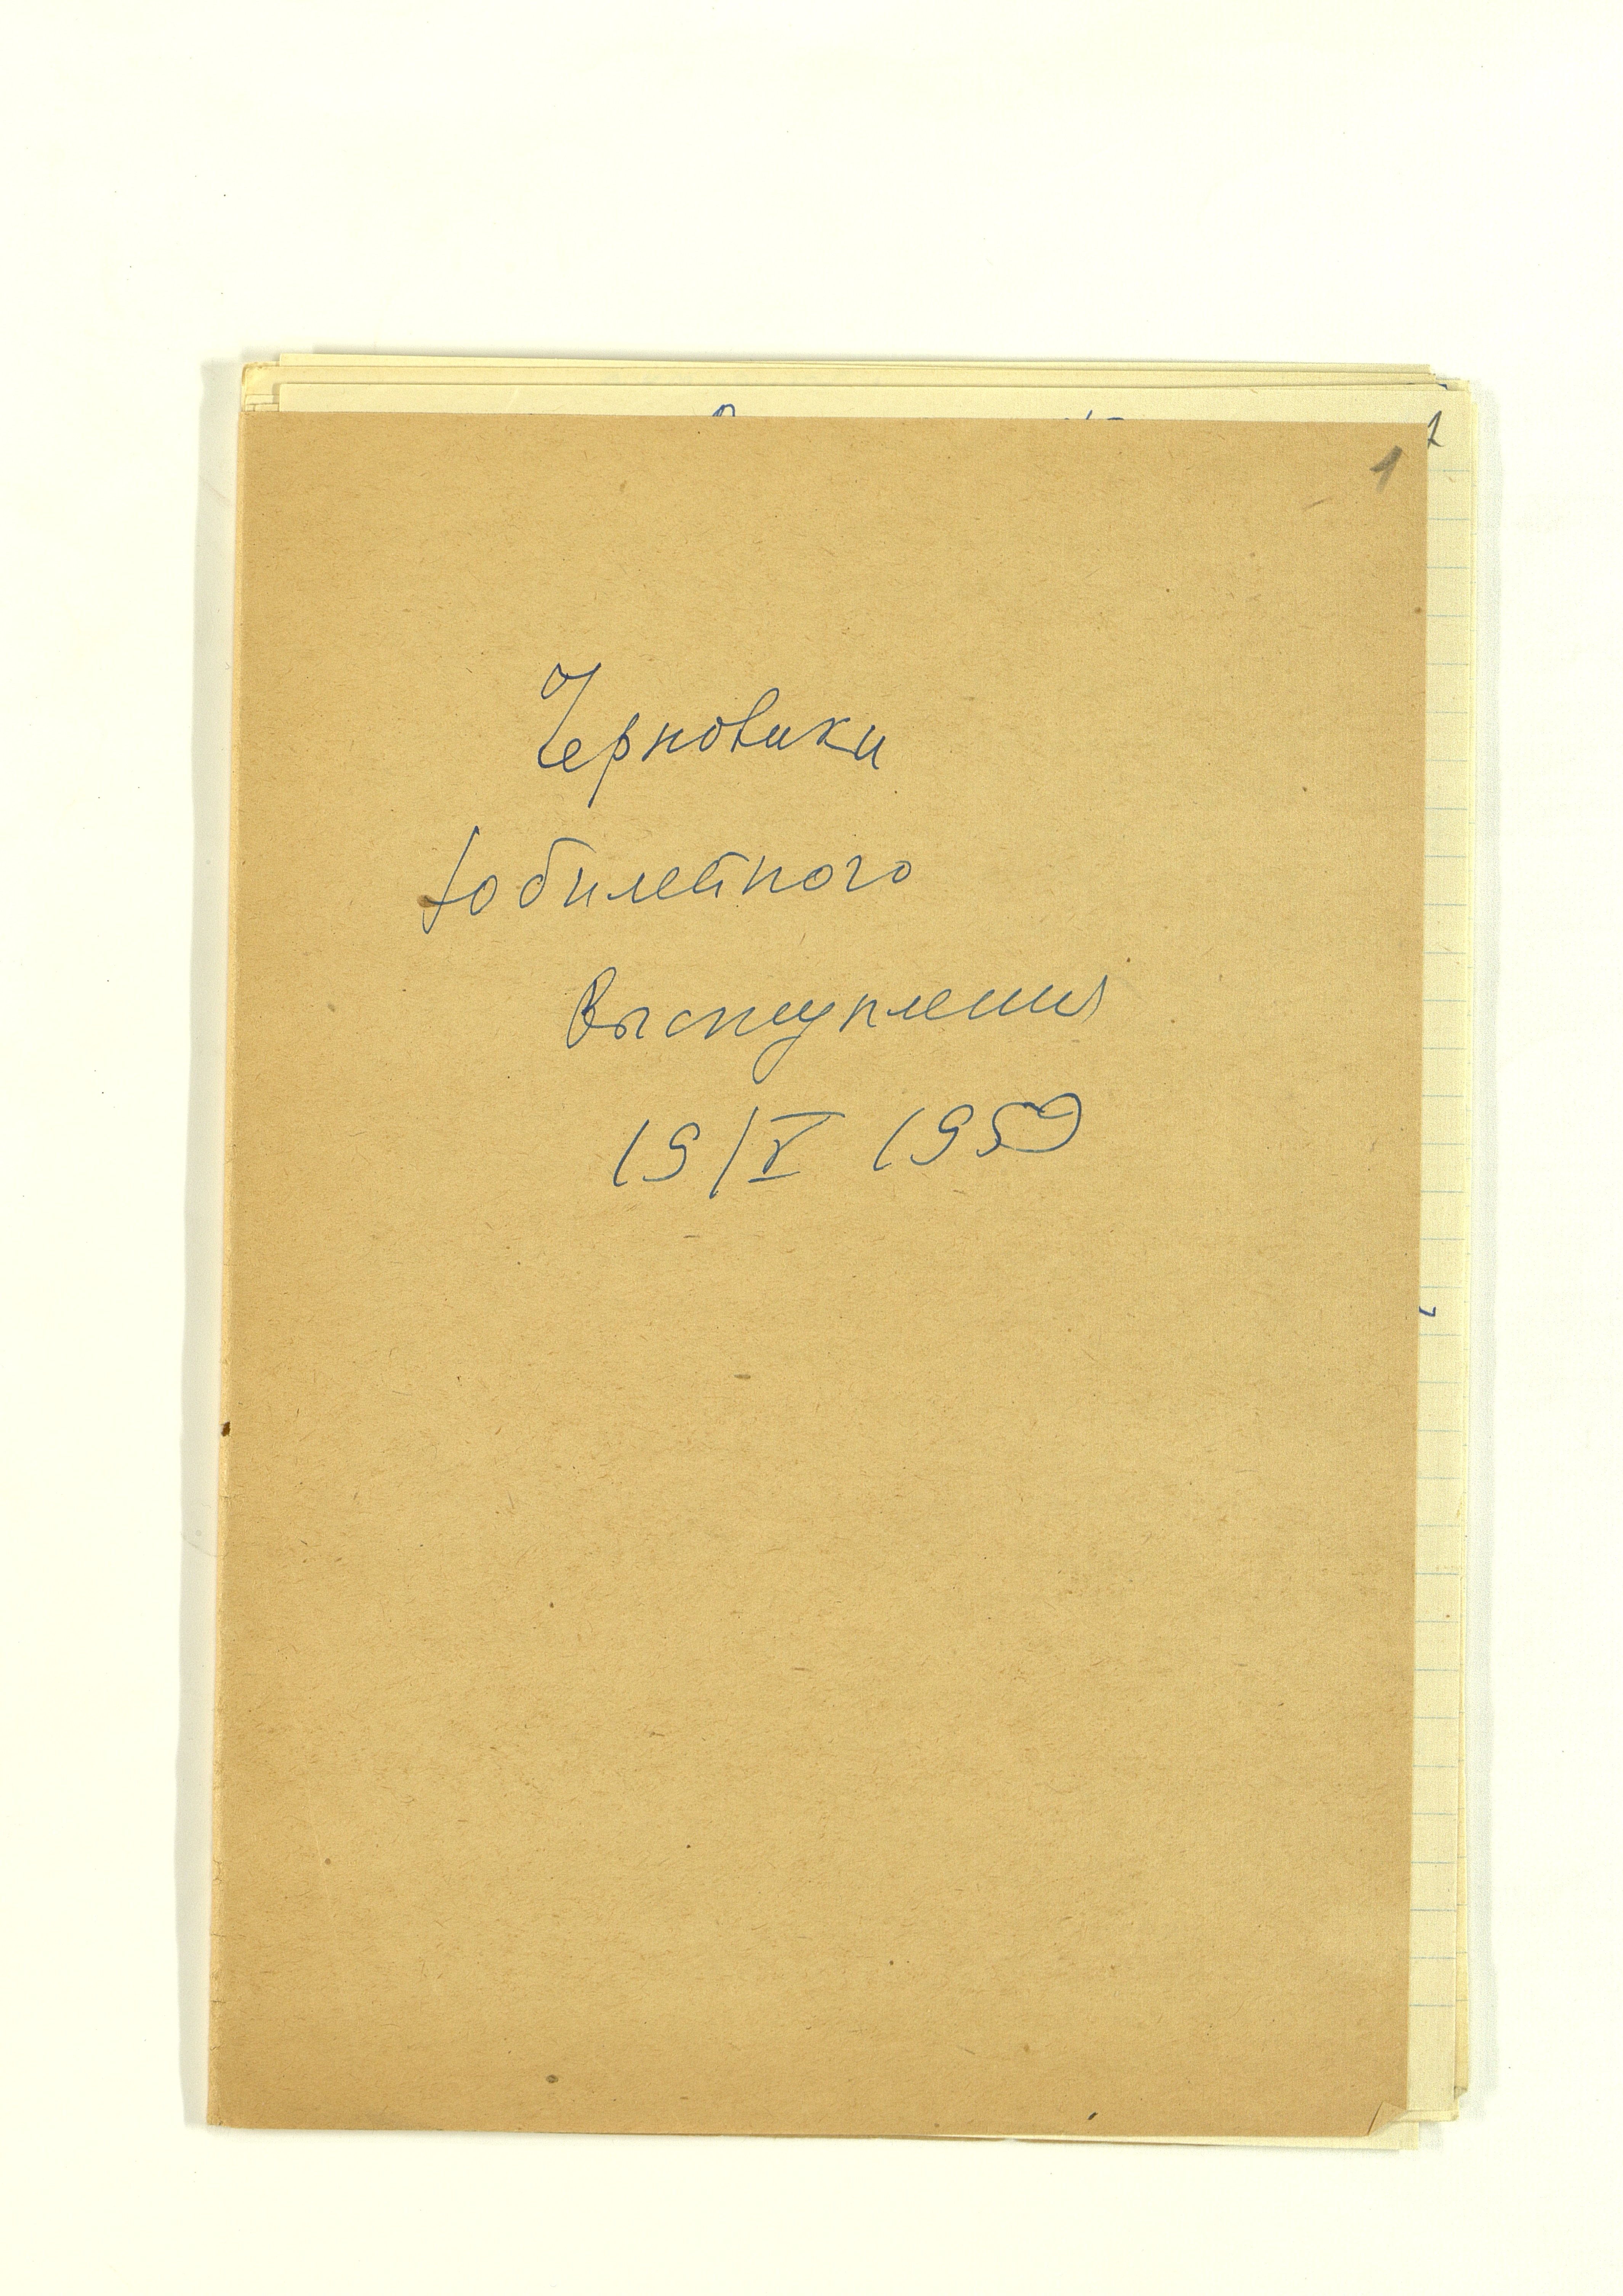 1
Черновики
Юбилейного
Выступления
19/V 1959